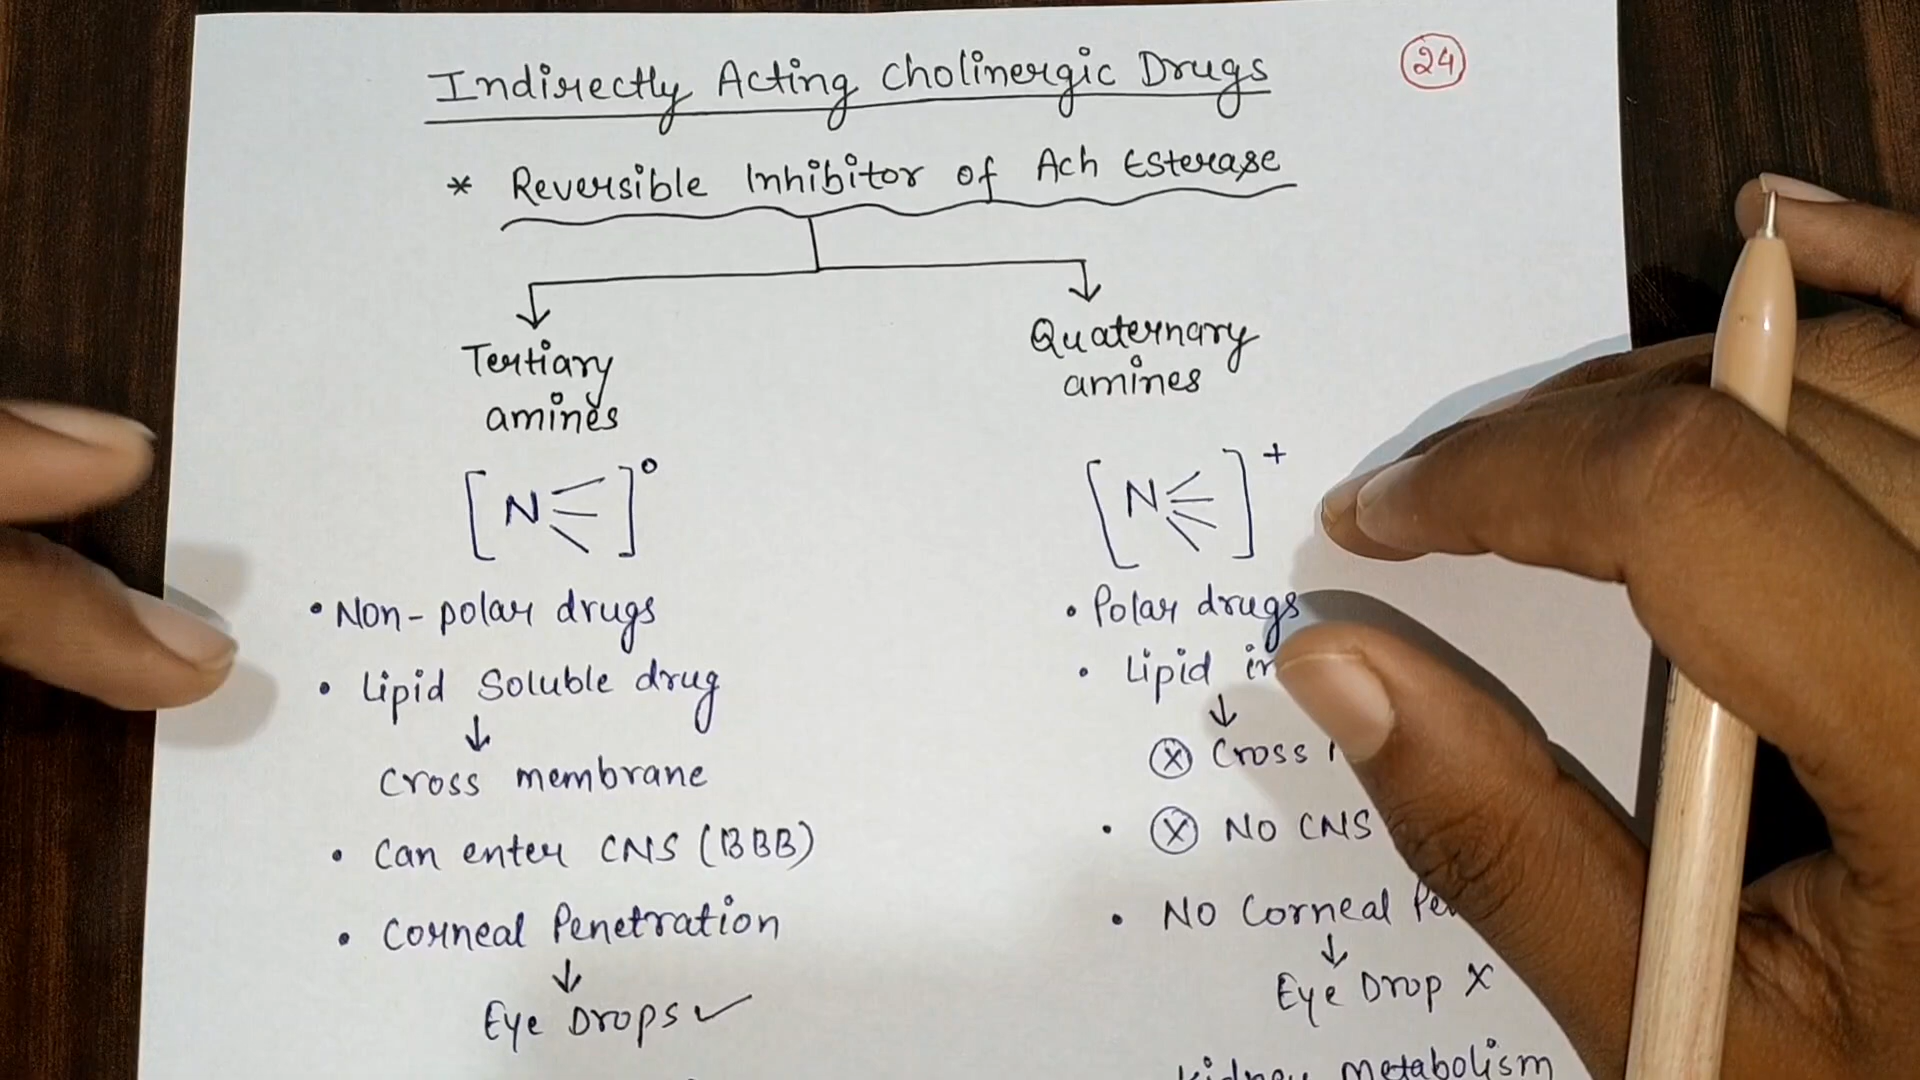 Indirectly Acting Cholinergic Drugs
24
* Reversible Inhibitor of Ach Esterase
Tertiary
amines
[N]°
• Non-polar drugs
• Lipid Soluble drug
↓
Cross membrane
• Can enter CNS (BBB)
• Corneal Penetration
↓
Eye Drops ✓
Quaternary
amines
[N]+
• Polar drugs
• Lipid
↓
ⓧ Cross
• ⓧ No CNS
• No Corneal
↓
Eye Drop X
Kidney Metabolism